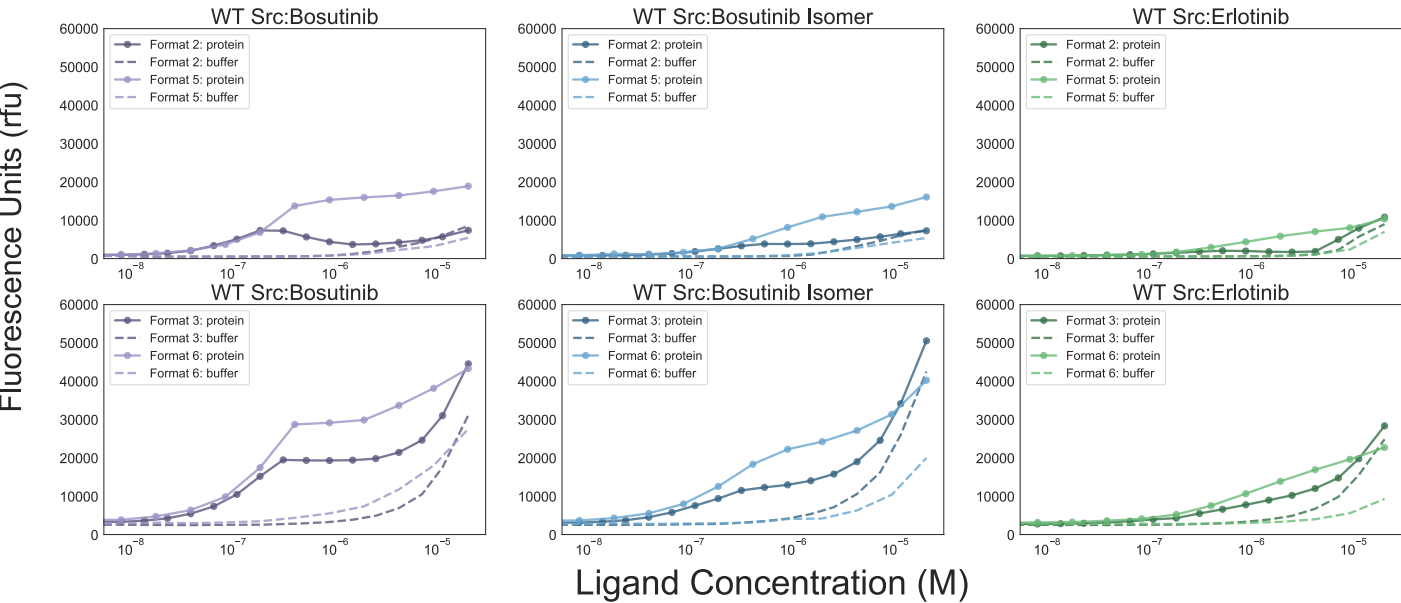 Fluorescence Units (rfu)
WT Src:Bosutinib
60000
50000
40000
30000
20000
10000
0
Format 2: protein
Format 2: buffer
Format 5: protein
Format 5: buffer
10⁻⁸ 10⁻⁷ 10⁻⁶ 10⁻⁵
WT Src:Bosutinib Isomer
60000
50000
40000
30000
20000
10000
0
Format 2: protein
Format 2: buffer
Format 5: protein
Format 5: buffer
10⁻⁸ 10⁻⁷ 10⁻⁶ 10⁻⁵
WT Src:Erlotinib
60000
50000
40000
30000
20000
10000
0
Format 2: protein
Format 2: buffer
Format 5: protein
Format 5: buffer
10⁻⁸ 10⁻⁷ 10⁻⁶ 10⁻⁵
WT Src:Bosutinib
60000
50000
40000
30000
20000
10000
0
Format 3: protein
Format 3: buffer
Format 6: protein
Format 6: buffer
10⁻⁸ 10⁻⁷ 10⁻⁶ 10⁻⁵
WT Src:Bosutinib Isomer
60000
50000
40000
30000
20000
10000
0
Format 3: protein
Format 3: buffer
Format 6: protein
Format 6: buffer
10⁻⁸ 10⁻⁷ 10⁻⁶ 10⁻⁵
WT Src:Erlotinib
60000
50000
40000
30000
20000
10000
0
Format 3: protein
Format 3: buffer
Format 6: protein
Format 6: buffer
10⁻⁸ 10⁻⁷ 10⁻⁶ 10⁻⁵
Ligand Concentration (M)